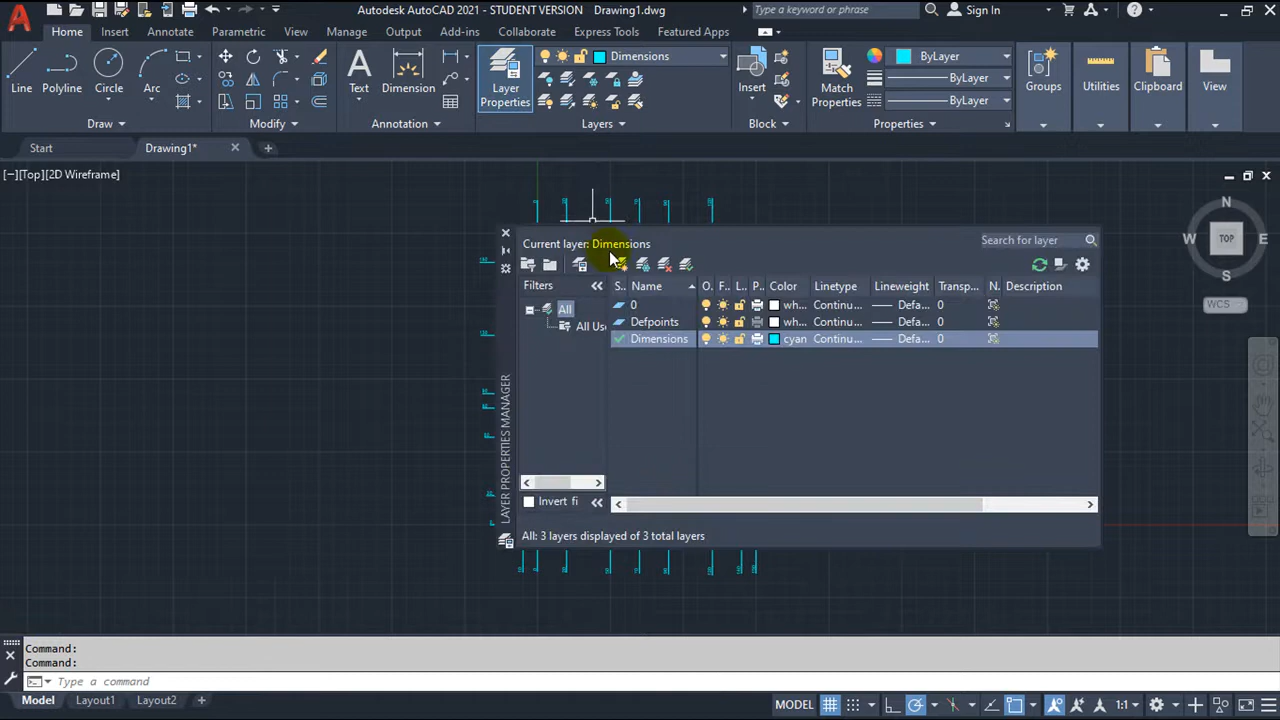 Autodesk AutoCAD 2021 - STUDENT VERSION Drawing1.dwg
Type a keyword or phrase
Sign In
Home Insert Annotate Parametric View Manage Output Add-ins Collaborate Express Tools Featured Apps
Line Polyline Circle Arc
Text Dimension
Layer Properties
Dimensions
Insert
Match Properties
ByLayer
ByLayer
ByLayer
Groups Utilities Clipboard View
Draw Modify Annotation Layers Block Properties
Start Drawing1*
[−][Top][2D Wireframe]
N
W TOP E
S
WCS
Current layer: Dimensions
Search for layer
Filters
S.. Name O. F.. L.. P.. Color Linetype Lineweight Transp... N. Description
All
All Use
0 wh... Continu... Defa... 0
Defpoints wh... Continu... Defa... 0
Dimensions cyan Continu... Defa... 0
LAYER PROPERTIES MANAGER
Invert fi
All: 3 layers displayed of 3 total layers
Command:
Command:
Type a command
Model Layout1 Layout2
MODEL
1:1